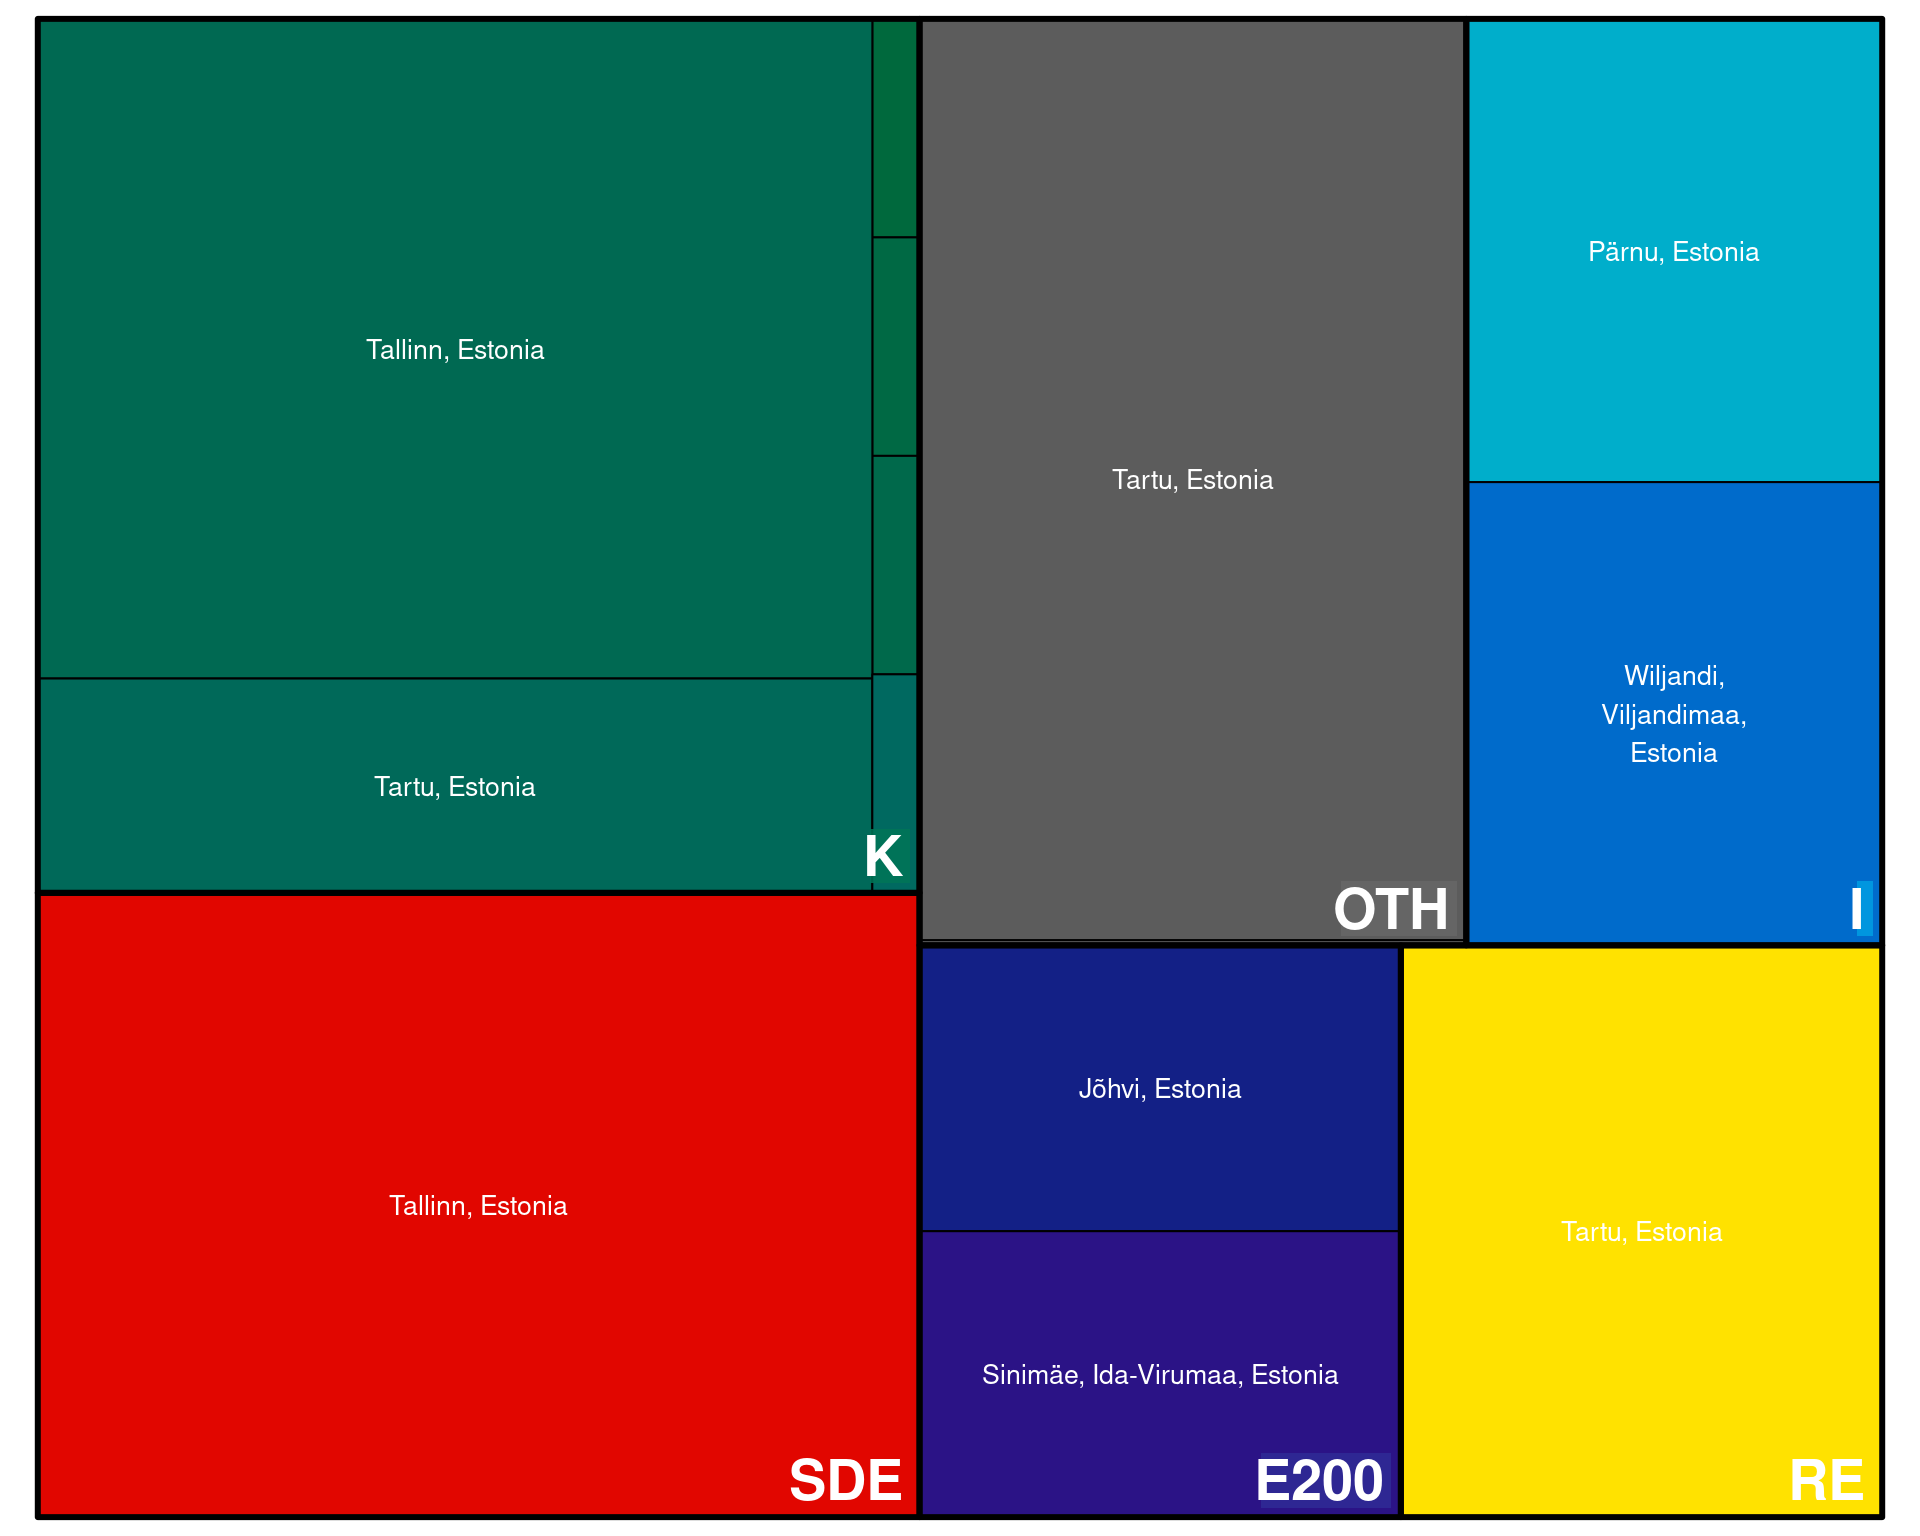 Tallinn, Estonia
Tartu, Estonia
K
Tallinn, Estonia
SDE
Tartu, Estonia
OTH
Pärnu, Estonia
Wiljandi,
Viljandimaa,
Estonia
I
Jõhvi, Estonia
Sinimäe, Ida-Virumaa, Estonia
E200
Tartu, Estonia
RE